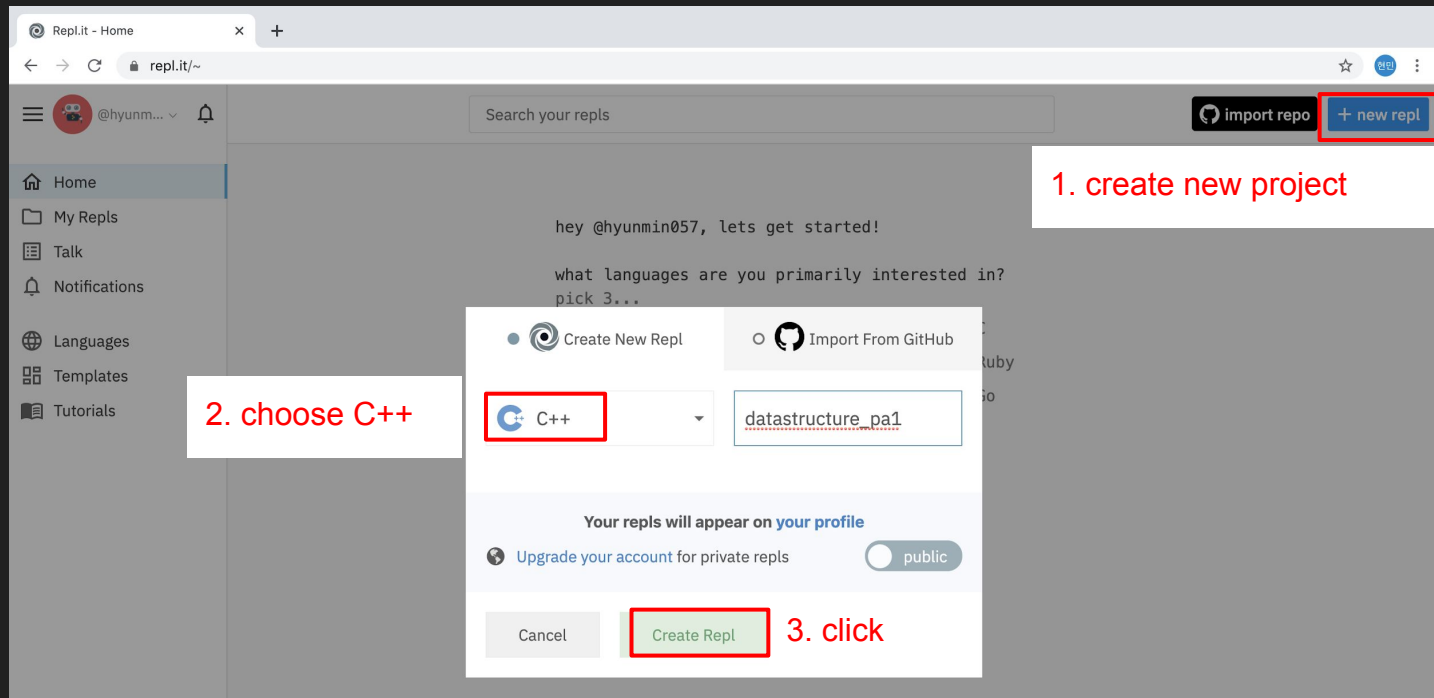 Repl.it - Home
repl.it/~
현민
@hyunm...
Search your repls
import repo
+ new repl
1. create new project
Home
My Repls
Talk
Notifications
Languages
Templates
Tutorials
hey @hyunmin057, lets get started!
what languages are you primarily interested in?
pick 3...
Ruby
Go
2. choose C++
Create New Repl
Import From GitHub
C++
datastructure_pa1
Your repls will appear on your profile
Upgrade your account for private repls
public
Cancel
Create Repl
3. click